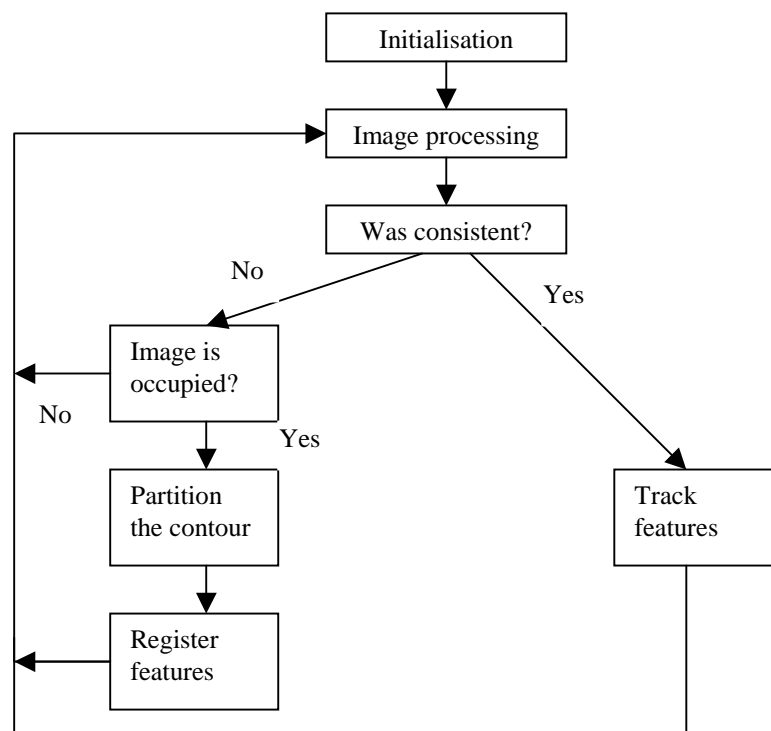 Initialisation
Image processing
Was consistent?
No
Yes
Image is
occupied?
No
Yes
Partition
the contour
Track
features
Register
features